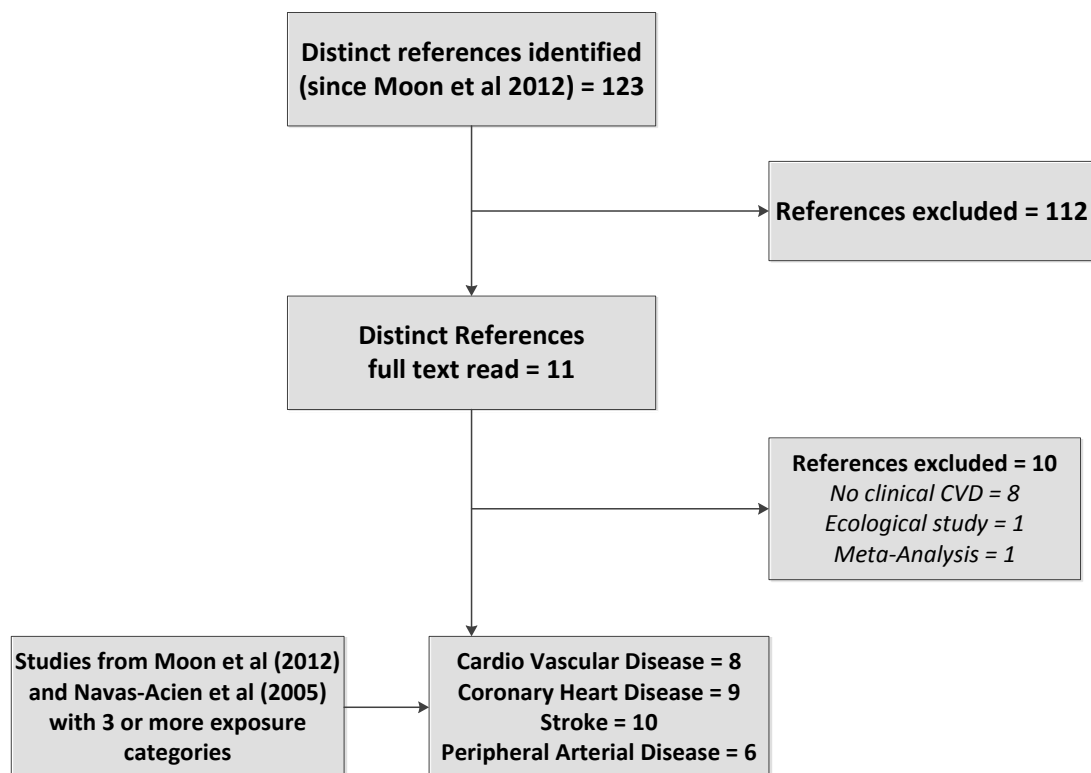 Distinct references identified
(since Moon et al 2012) = 123
References excluded = 112
Distinct References
full text read = 11
References excluded = 10
No clinical CVD = 8
Ecological study = 1
Meta-Analysis = 1
Studies from Moon et al (2012)
and Navas-Acien et al (2005)
with 3 or more exposure
categories
Cardio Vascular Disease = 8
Coronary Heart Disease = 9
Stroke = 10
Peripheral Arterial Disease = 6